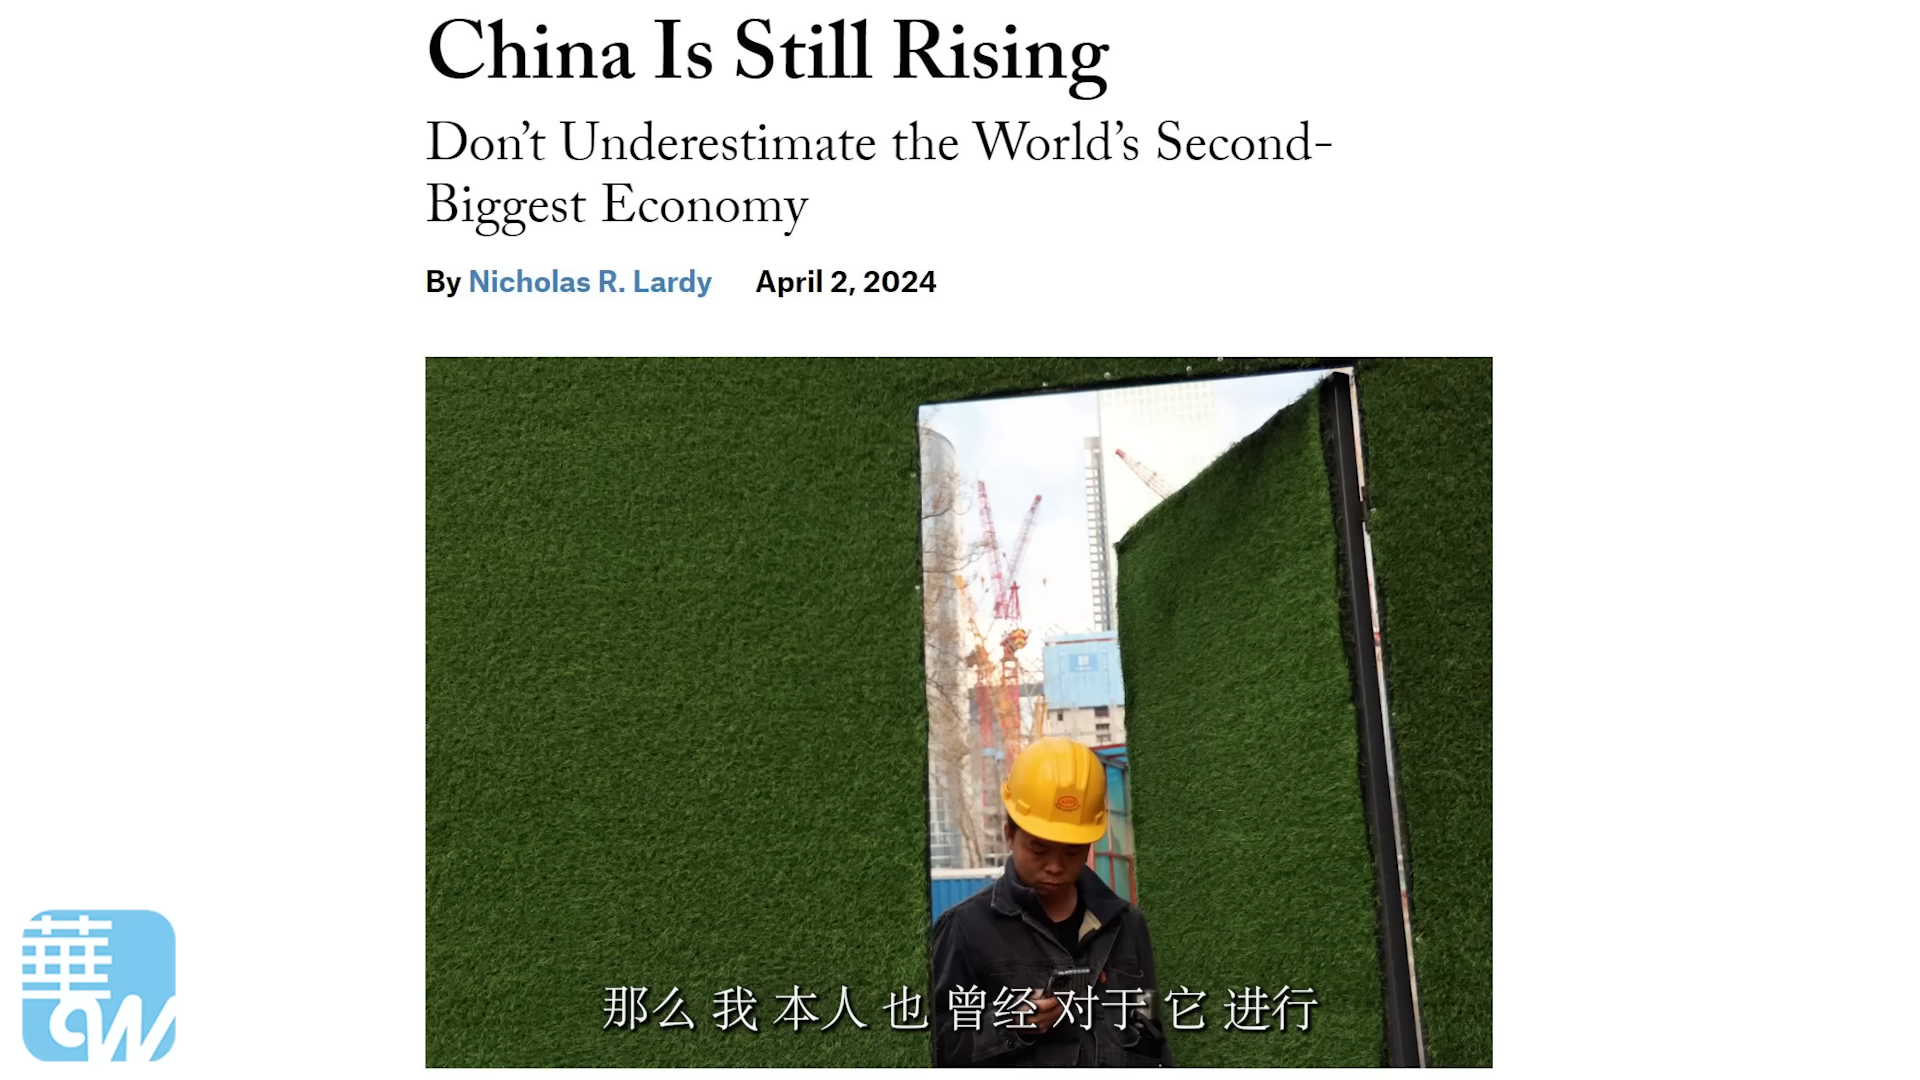 China Is Still Rising
Don’t Underestimate the World’s Second-
Biggest Economy
By Nicholas R. Lardy April 2, 2024
那么 我 本人 也 曾经 对于 它 进行
華
W